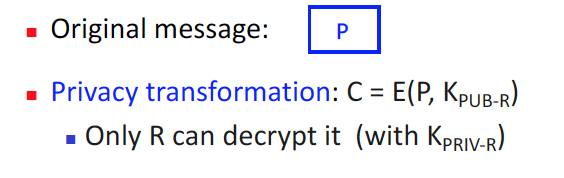 Original message: P
Privacy transformation: C = E(P, KPUB-R)
Only R can decrypt it (with KPRIV-R)